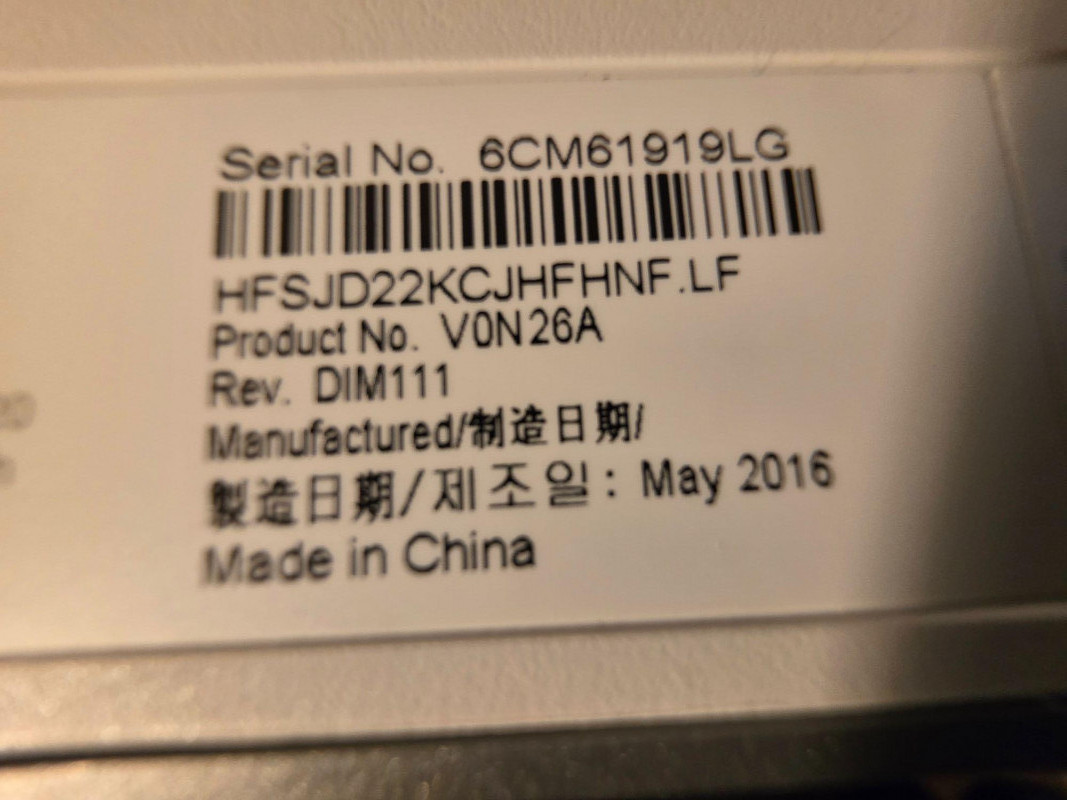 Serial No. 6CM61919LG
HFSJD22KCJHFHNF.LF
Product No. V0N26A
Rev. DIM111
Manufactured/制造日期/
製造日期/제조일: May 2016
Made in China